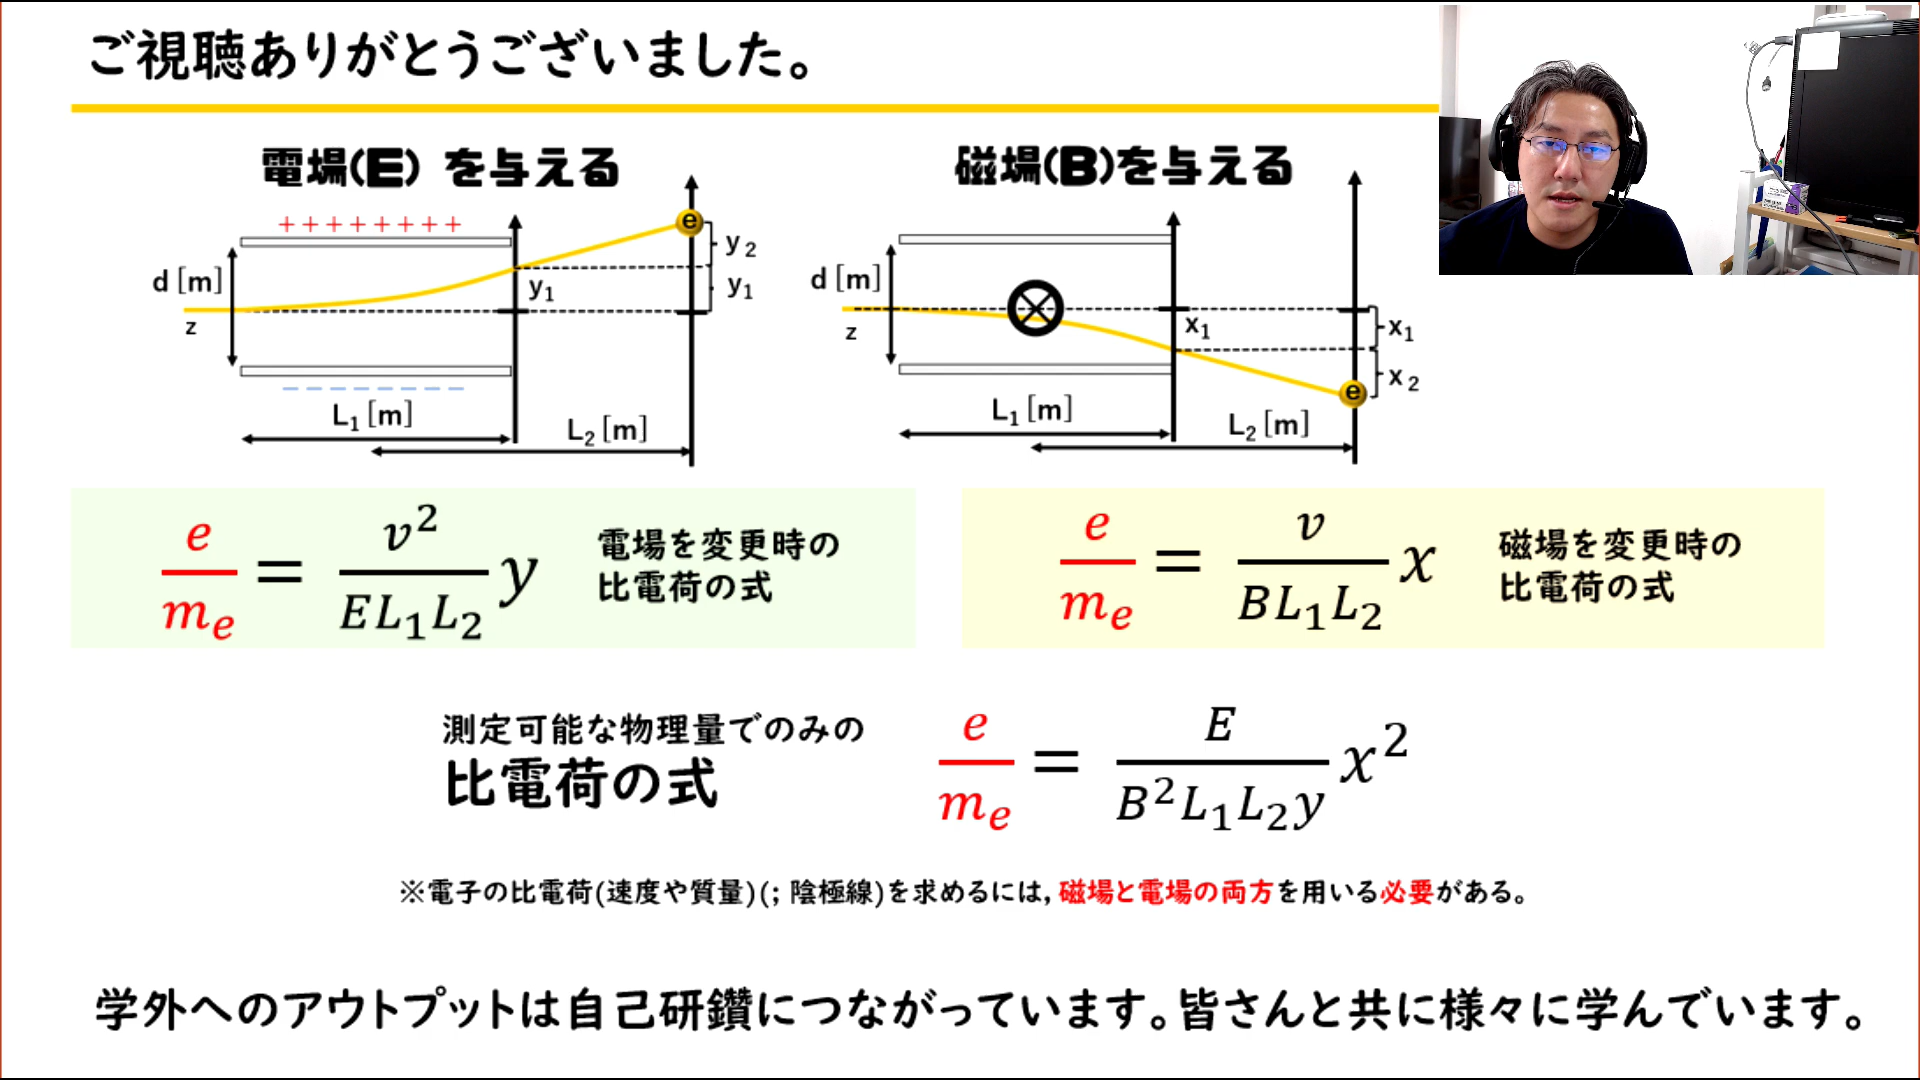 ご視聴ありがとうございました。
電場(E) を与える
++++++++
d [m]
z
e
y2
y1
y1
L1 [m]
L2 [m]
磁場(B)を与える
d [m]
z
x1
x1
x2
e
L1 [m]
L2 [m]
e/me = v²/EL1L2 y
電場を変更時の
比電荷の式
e/me = v/BL1L2 x
磁場を変更時の
比電荷の式
測定可能な物理量でのみの
比電荷の式
e/me = E/B²L1L2y x²
※電子の比電荷(速度や質量)(; 陰極線)を求めるには, 磁場と電場の両方を用いる必要がある。
学外へのアウトプットは自己研鑽につながっています。皆さんと共に様々に学んでいます。